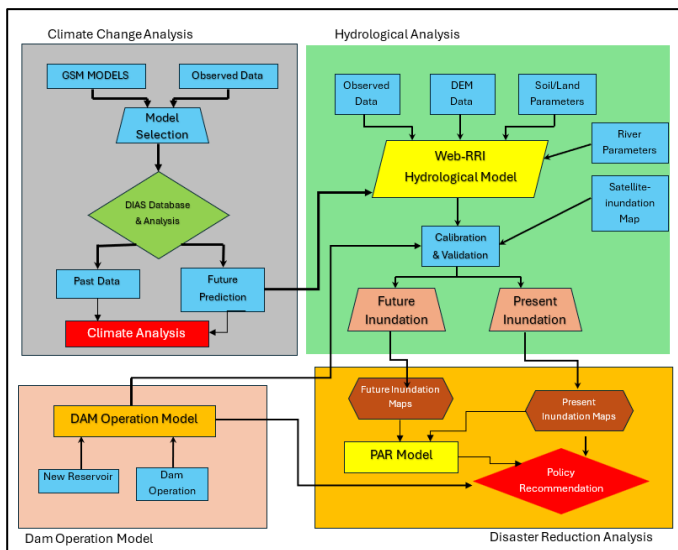 Climate Change Analysis
Hydrological Analysis
GSM MODELS
Observed Data
Model
Selection
DIAS Database
& Analysis
Past Data
Future
Prediction
Climate Analysis
Observed
Data
DEM
Data
Soil/Land
Parameters
River
Parameters
Web-RRI
Hydrological Model
Satellite-
inundation
Map
Calibration
& Validation
Future
Inundation
Present
Inundation
DAM Operation Model
New Reservoir
Dam
Operation
Future Inundation
Maps
Present
Inundation Maps
PAR Model
Policy
Recommendation
Dam Operation Model
Disaster Reduction Analysis